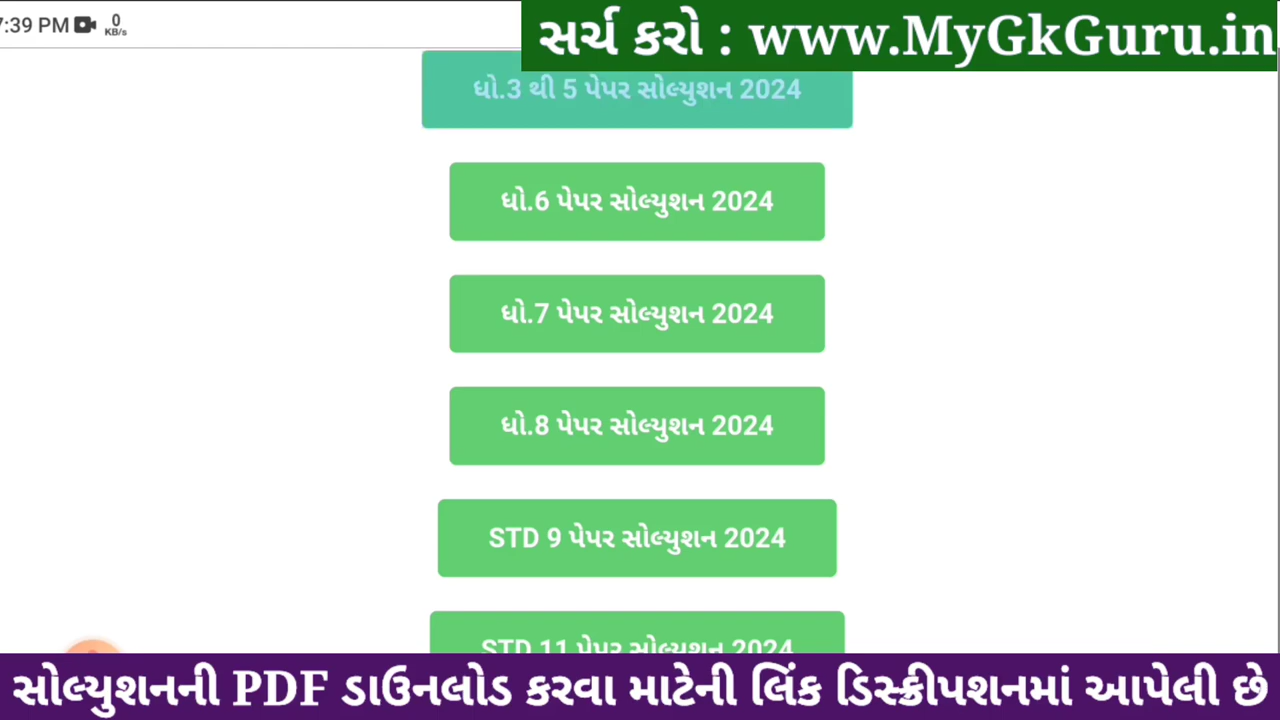 7:39 PM 0 KB/s
સર્ચ કરો : www.MyGkGuru.in
ધો.3 થી 5 પેપર સોલ્યુશન 2024
ધો.6 પેપર સોલ્યુશન 2024
ધો.7 પેપર સોલ્યુશન 2024
ધો.8 પેપર સોલ્યુશન 2024
STD 9 પેપર સોલ્યુશન 2024
STD 11 પેપર સોલ્યુશન 2024
સોલ્યુશનની PDF ડાઉનલોડ કરવા માટેની લિંક ડિસ્ક્રીપશનમાં આપેલી છે